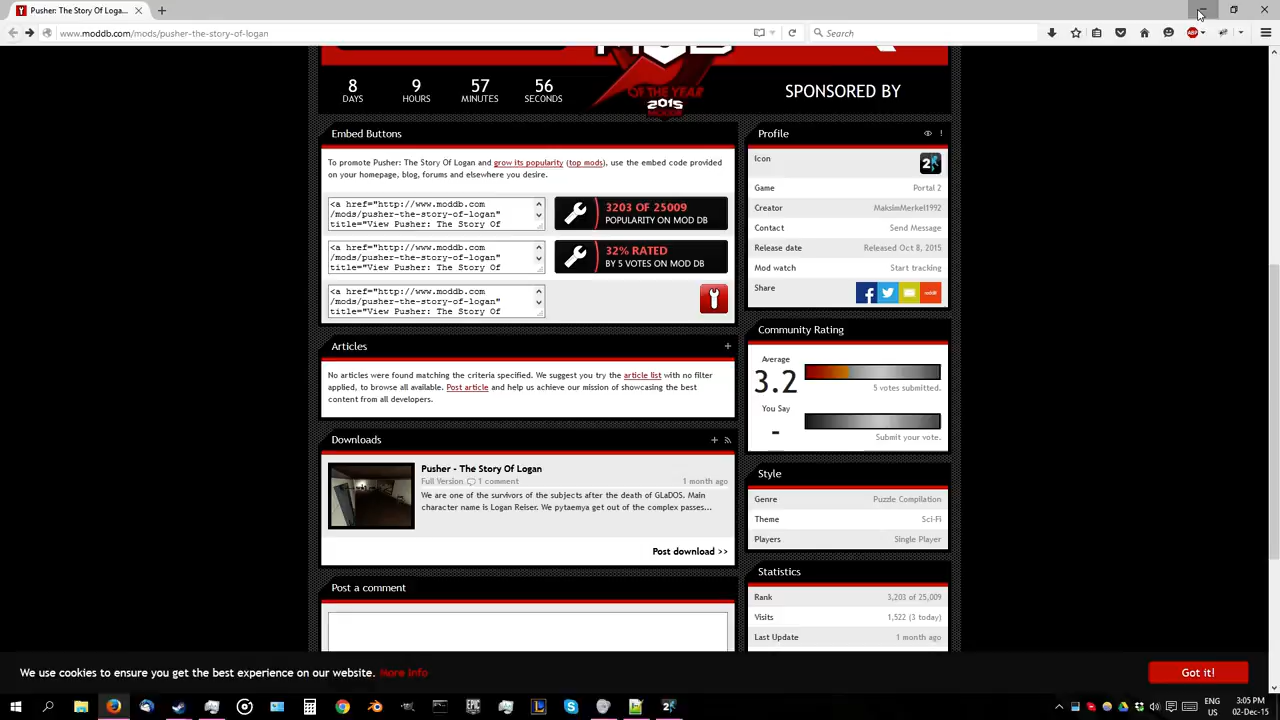 Pusher: The Story Of Loga...
www.moddb.com/mods/pusher-the-story-of-logan
Search
8
DAYS
9
HOURS
57
MINUTES
56
SECONDS
OF THE YEAR
2015
MODDB
SPONSORED BY
Embed Buttons
To promote Pusher: The Story Of Logan and grow its popularity (top mods), use the embed code provided
on your homepage, blog, forums and elsewhere you desire.
<a href="http://www.moddb.com
/mods/pusher-the-story-of-logan"
title="View Pusher: The Story Of
3203 OF 25009
POPULARITY ON MOD DB
<a href="http://www.moddb.com
/mods/pusher-the-story-of-logan"
title="View Pusher: The Story Of
32% RATED
BY 5 VOTES ON MOD DB
<a href="http://www.moddb.com
/mods/pusher-the-story-of-logan"
title="View Pusher: The Story Of
Articles
No articles were found matching the criteria specified. We suggest you try the article list with no filter
applied, to browse all available. Post article and help us achieve our mission of showcasing the best
content from all developers.
Downloads
Pusher - The Story Of Logan
Full Version 1 comment
1 month ago
We are one of the survivors of the subjects after the death of GLaDOS. Main
character name is Logan Reiser. We pytaemya get out of the complex passes...
Post download >>
Post a comment
Profile
Icon
Game Portal 2
Creator MaksimMerkel1992
Contact Send Message
Release date Released Oct 8, 2015
Mod watch Start tracking
Share
Community Rating
Average
3.2
5 votes submitted.
You Say
-
Submit your vote.
Style
Genre Puzzle Compilation
Theme Sci-Fi
Players Single Player
Statistics
Rank 3,203 of 25,009
Visits 1,522 (3 today)
Last Update 1 month ago
We use cookies to ensure you get the best experience on our website. More Info
Got it!
ENG
US
3:05 PM
02-Dec-15